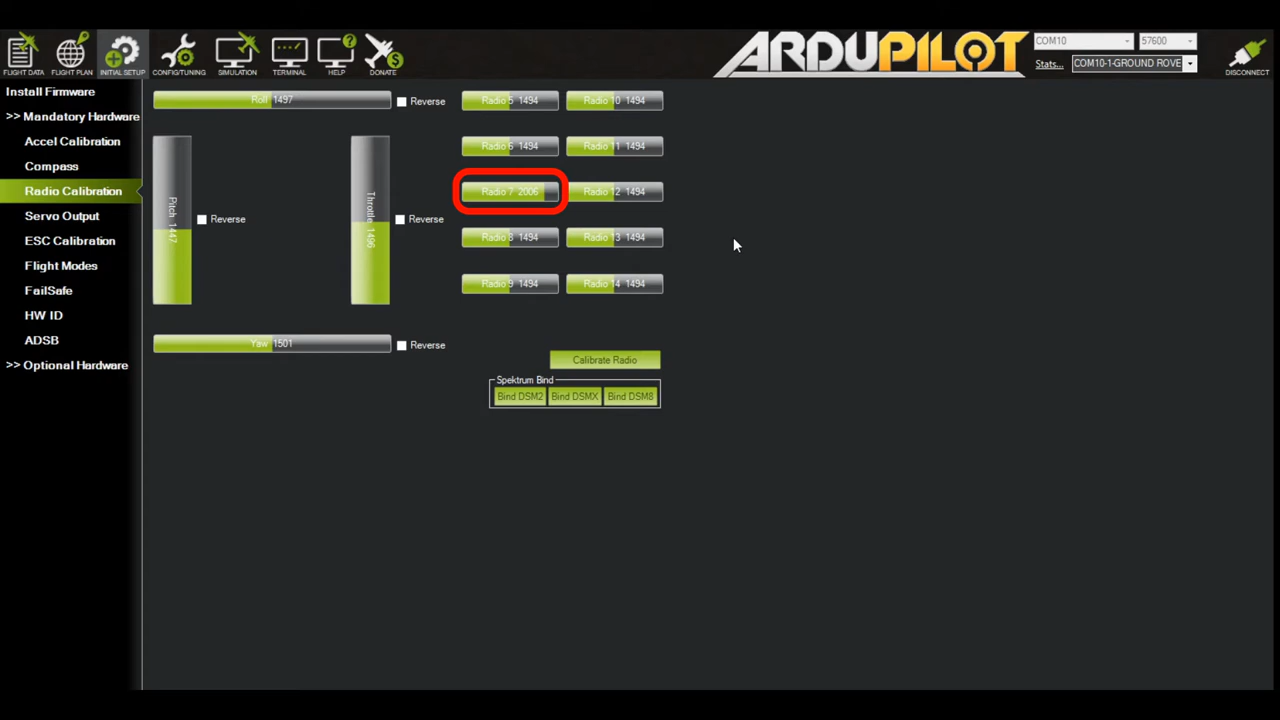 ARDUPILOT
COM10
57600
Stats...
COM10-1-GROUND ROVE
FLIGHT DATA
FLIGHT PLAN
INITIAL SETUP
CONFIG/TUNING
SIMULATION
TERMINAL
HELP
DONATE
DISCONNECT
Install Firmware
>> Mandatory Hardware
Accel Calibration
Compass
Radio Calibration
Servo Output
ESC Calibration
Flight Modes
FailSafe
HW ID
ADSB
>> Optional Hardware
Roll 1497
Reverse
Pitch 1447
Reverse
Throttle 1496
Reverse
Yaw 1501
Reverse
Radio 5 1494
Radio 10 1494
Radio 6 1494
Radio 11 1494
Radio 7 2006
Radio 12 1494
Radio 8 1494
Radio 13 1494
Radio 9 1494
Radio 14 1494
Calibrate Radio
Spektrum Bind
Bind DSM2
Bind DSMX
Bind DSM8